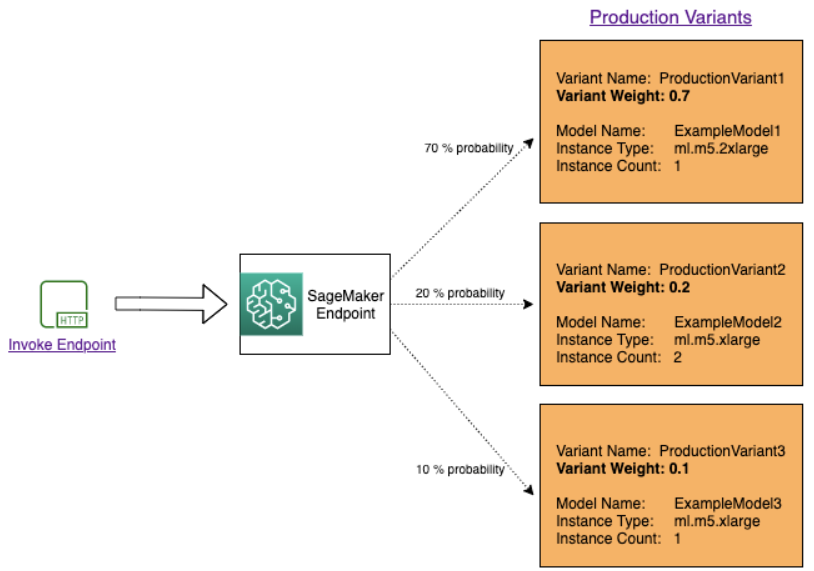 Production Variants
Variant Name: ProductionVariant1
Variant Weight: 0.7
Model Name: ExampleModel1
Instance Type: ml.m5.2xlarge
Instance Count: 1
70 % probability
Variant Name: ProductionVariant2
Variant Weight: 0.2
Model Name: ExampleModel2
Instance Type: ml.m5.xlarge
Instance Count: 2
20 % probability
HTTP
Invoke Endpoint
SageMaker
Endpoint
10 % probability
Variant Name: ProductionVariant3
Variant Weight: 0.1
Model Name: ExampleModel3
Instance Type: ml.m5.xlarge
Instance Count: 1